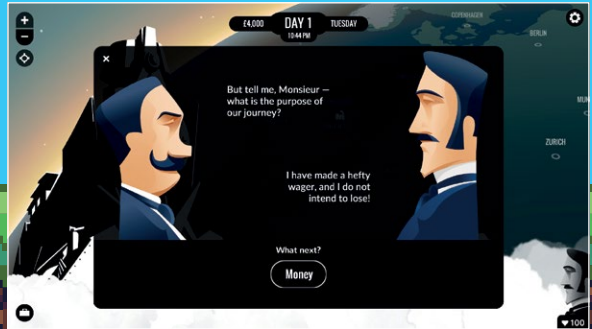 £4,000
DAY 1
TUESDAY
10:44 PM
COPENHAGEN
BERLIN
MUN
ZURICH
But tell me, Monsieur —
what is the purpose of
our journey?
I have made a hefty
wager, and I do not
intend to lose!
What next?
Money
100